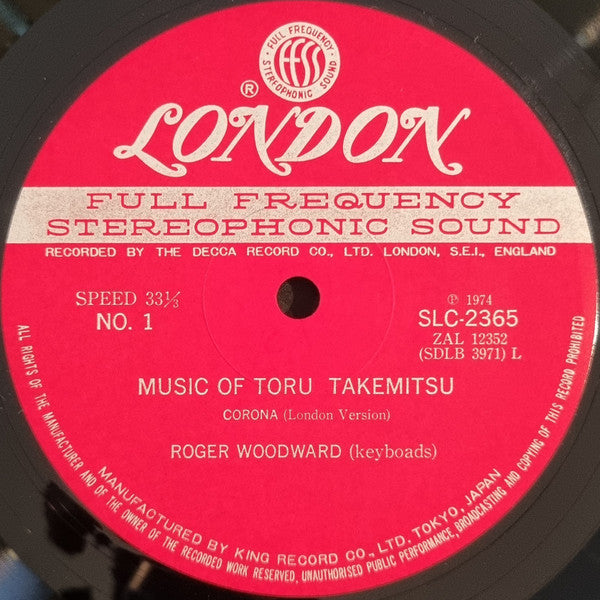 FULL FREQUENCY
ffss
STEREOPHONIC SOUND
®
LONDON
FULL FREQUENCY
STEREOPHONIC SOUND
RECORDED BY THE DECCA RECORD CO., LTD. LONDON, S.E.I., ENGLAND
SPEED 33⅓
NO. 1
℗ 1974
SLC-2365
ZAL 12352
(SDLB 3971) L
MUSIC OF TORU TAKEMITSU
CORONA (London Version)
ROGER WOODWARD (keyboads)
MANUFACTURED BY KING RECORD CO., LTD. TOKYO, JAPAN
ALL RIGHTS OF THE MANUFACTURER AND OF THE OWNER OF THE RECORDED WORK RESERVED, UNAUTHORISED PUBLIC PERFORMANCE, BROADCASTING AND COPYING OF THIS RECORD PROHIBITED